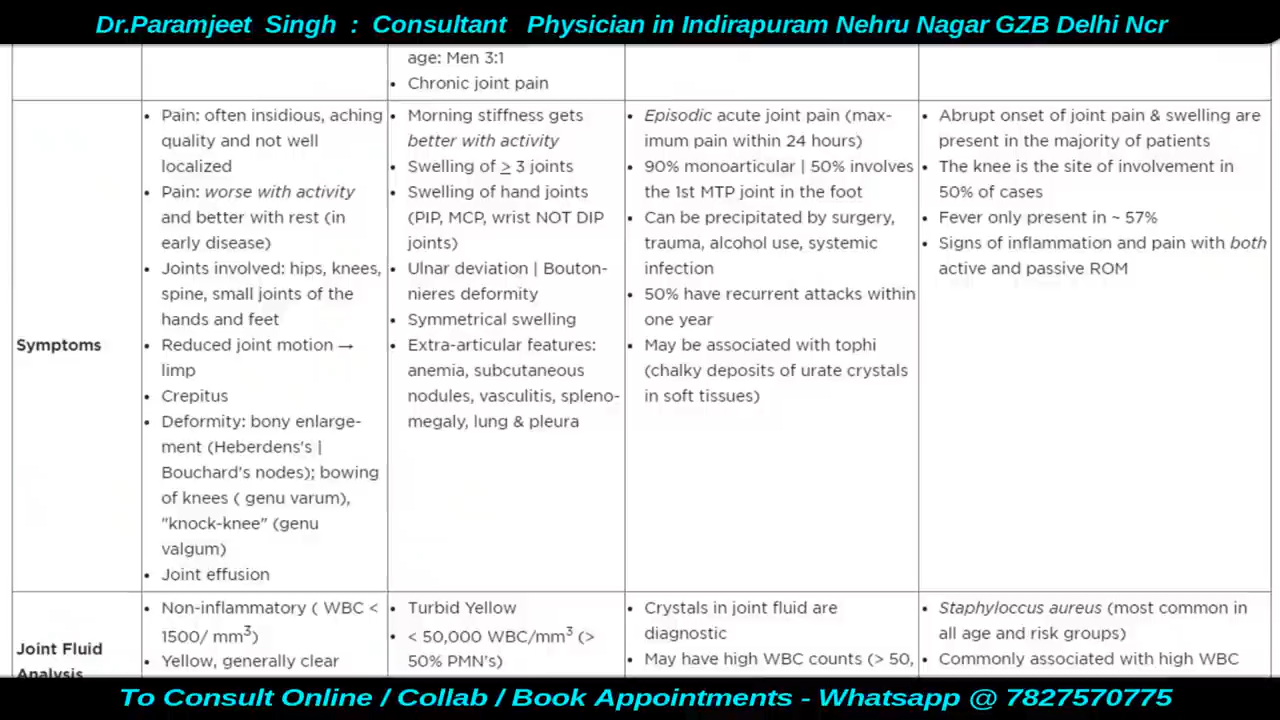 Dr.Paramjeet Singh : Consultant Physician in Indirapuram Nehru Nagar GZB Delhi Ncr
age: Men 3:1
• Chronic joint pain
Symptoms
• Pain: often insidious, aching
quality and not well
localized
• Pain: worse with activity
and better with rest (in
early disease)
• Joints involved: hips, knees,
spine, small joints of the
hands and feet
• Reduced joint motion →
limp
• Crepitus
• Deformity: bony enlarge-
ment (Heberdens's |
Bouchard's nodes); bowing
of knees ( genu varum),
"knock-knee" (genu
valgum)
• Joint effusion
• Morning stiffness gets
better with activity
• Swelling of ≥ 3 joints
• Swelling of hand joints
(PIP, MCP, wrist NOT DIP
joints)
• Ulnar deviation | Bouton-
nieres deformity
• Symmetrical swelling
• Extra-articular features:
anemia, subcutaneous
nodules, vasculitis, spleno-
megaly, lung & pleura
• Episodic acute joint pain (max-
imum pain within 24 hours)
• 90% monoarticular | 50% involves
the 1st MTP joint in the foot
• Can be precipitated by surgery,
trauma, alcohol use, systemic
infection
• 50% have recurrent attacks within
one year
• May be associated with tophi
(chalky deposits of urate crystals
in soft tissues)
• Abrupt onset of joint pain & swelling are
present in the majority of patients
• The knee is the site of involvement in
50% of cases
• Fever only present in ~ 57%
• Signs of inflammation and pain with both
active and passive ROM
Joint Fluid
Analysis
• Non-inflammatory ( WBC <
1500/ mm³)
• Yellow, generally clear
• Turbid Yellow
• < 50,000 WBC/mm³ (>
50% PMN's)
• Crystals in joint fluid are
diagnostic
• May have high WBC counts (> 50,
• Staphyloccus aureus (most common in
all age and risk groups)
• Commonly associated with high WBC
To Consult Online / Collab / Book Appointments - Whatsapp @ 7827570775